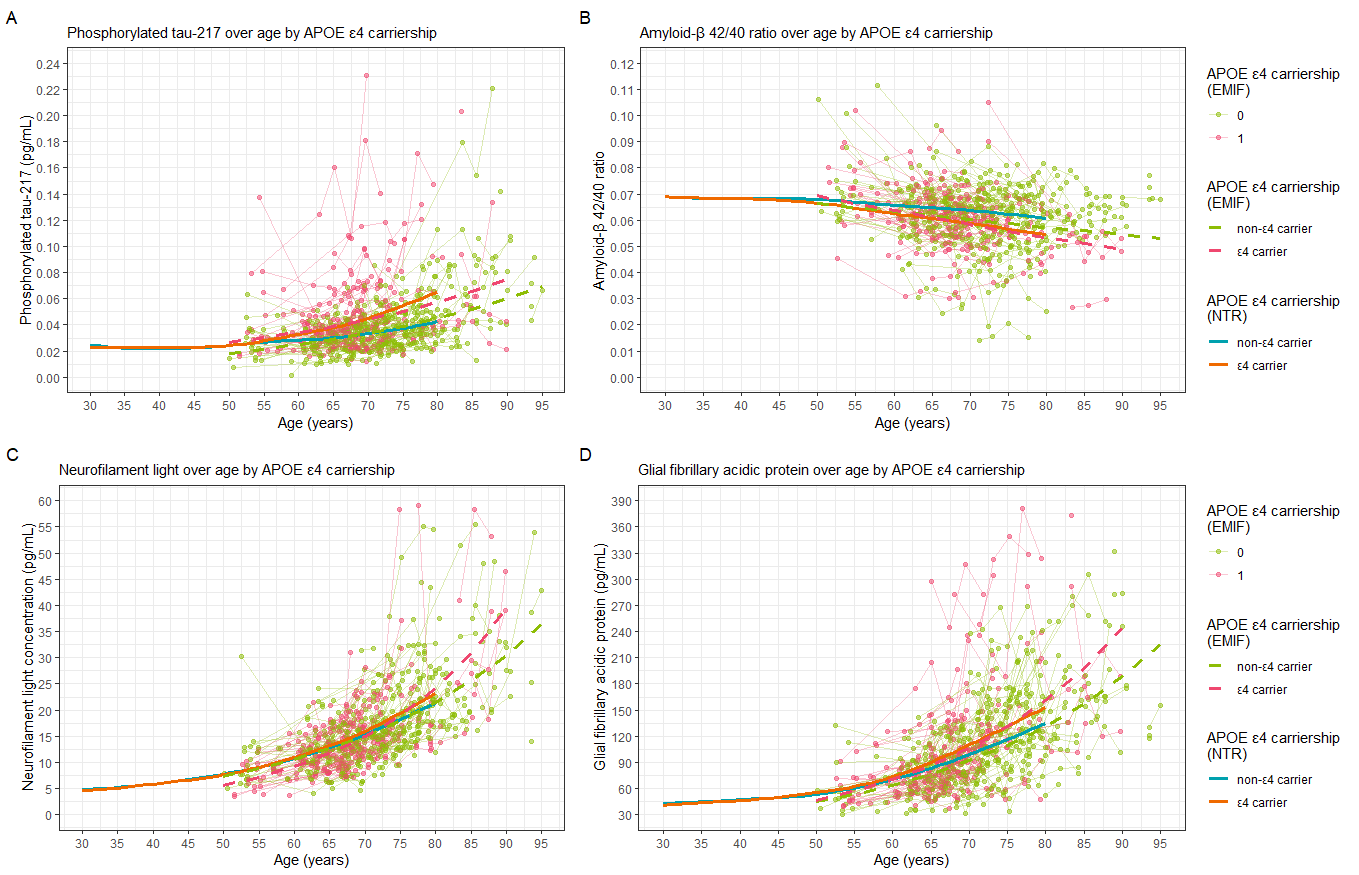 A
Phosphorylated tau-217 over age by APOE ε4 carriership
Phosphorylated tau-217 (pg/mL)
0.24
0.22
0.20
0.18
0.16
0.14
0.12
0.10
0.08
0.06
0.04
0.02
0.00
30 35 40 45 50 55 60 65 70 75 80 85 90 95
Age (years)
B
Amyloid-β 42/40 ratio over age by APOE ε4 carriership
Amyloid-β 42/40 ratio
0.12
0.11
0.10
0.09
0.08
0.07
0.06
0.05
0.04
0.03
0.02
0.01
0.00
30 35 40 45 50 55 60 65 70 75 80 85 90 95
Age (years)
APOE ε4 carriership
(EMIF)
0
1
APOE ε4 carriership
(EMIF)
non-ε4 carrier
ε4 carrier
APOE ε4 carriership
(NTR)
non-ε4 carrier
ε4 carrier
C
Neurofilament light over age by APOE ε4 carriership
Neurofilament light concentration (pg/mL)
60
55
50
45
40
35
30
25
20
15
10
5
0
30 35 40 45 50 55 60 65 70 75 80 85 90 95
Age (years)
D
Glial fibrillary acidic protein over age by APOE ε4 carriership
Glial fibrillary acidic protein (pg/mL)
390
360
330
300
270
240
210
180
150
120
90
60
30
30 35 40 45 50 55 60 65 70 75 80 85 90 95
Age (years)
APOE ε4 carriership
(EMIF)
0
1
APOE ε4 carriership
(EMIF)
non-ε4 carrier
ε4 carrier
APOE ε4 carriership
(NTR)
non-ε4 carrier
ε4 carrier